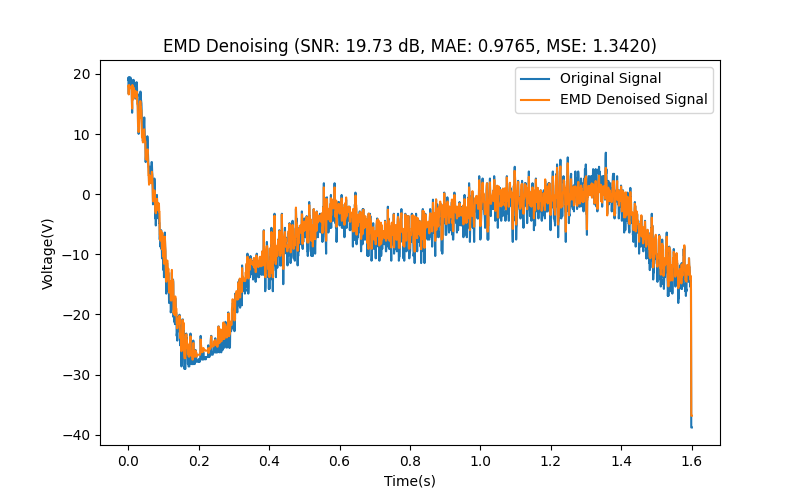 EMD Denoising (SNR: 19.73 dB, MAE: 0.9765, MSE: 1.3420)
Original Signal
EMD Denoised Signal
Voltage(V)
20
10
0
−10
−20
−30
−40
0.0 0.2 0.4 0.6 0.8 1.0 1.2 1.4 1.6
Time(s)